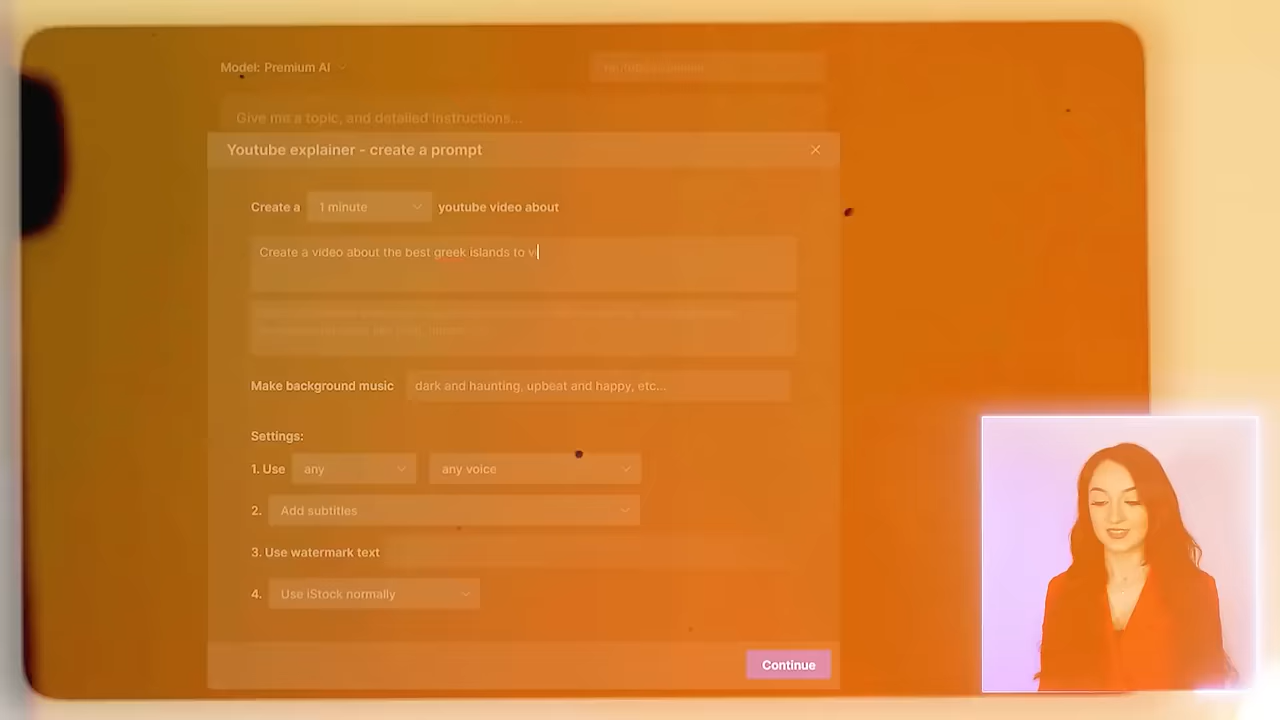 Model: Premium AI
Give me a topic, and detailed instructions...
Youtube explainer - create a prompt
Create a 1 minute youtube video about
Create a video about the best greek islands to v
Make background music dark and haunting, upbeat and happy, etc...
Settings:
1. Use any any voice
2. Add subtitles
3. Use watermark text
4. Use iStock normally
Continue